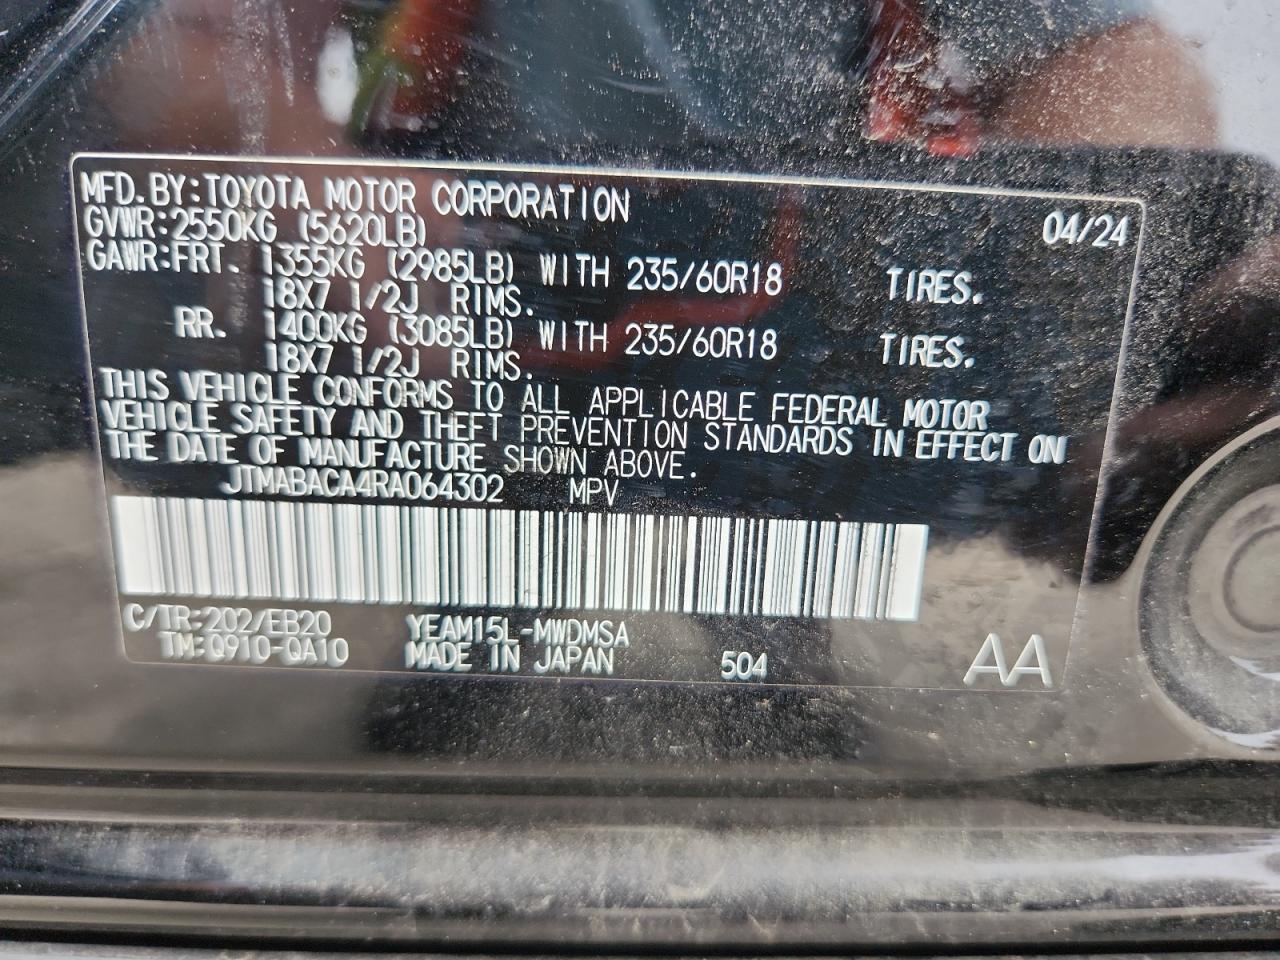 MFD.BY:TOYOTA MOTOR CORPORATION 04/24
GVWR:2550KG (5620LB)
GAWR:FRT. 1355KG (2985LB) WITH 235/60R18 TIRES.
18X7 1/2J RIMS.
RR. 1400KG (3085LB) WITH 235/60R18 TIRES.
18X7 1/2J RIMS.
THIS VEHICLE CONFORMS TO ALL APPLICABLE FEDERAL MOTOR
VEHICLE SAFETY AND THEFT PREVENTION STANDARDS IN EFFECT ON
THE DATE OF MANUFACTURE SHOWN ABOVE.
JTMABACA4RA064302 MPV
C/TR:202/EB20 YEAM15L-MWDMSA
TM:Q910-QA10 MADE IN JAPAN 504 AA